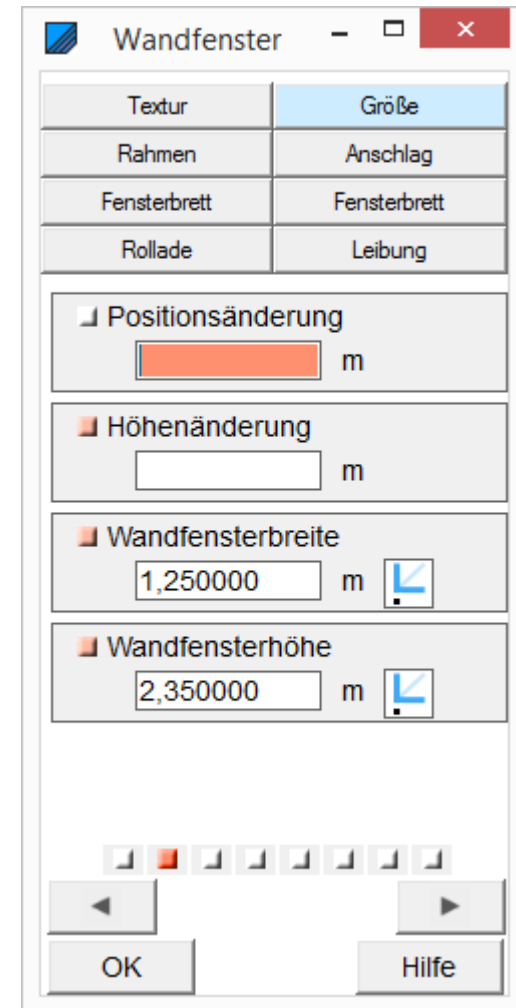 Wandfenster
Textur Größe
Rahmen Anschlag
Fensterbrett Fensterbrett
Rollade Leibung
Positionsänderung
m
Höhenänderung
m
Wandfensterbreite
1,250000 m
Wandfensterhöhe
2,350000 m
OK Hilfe